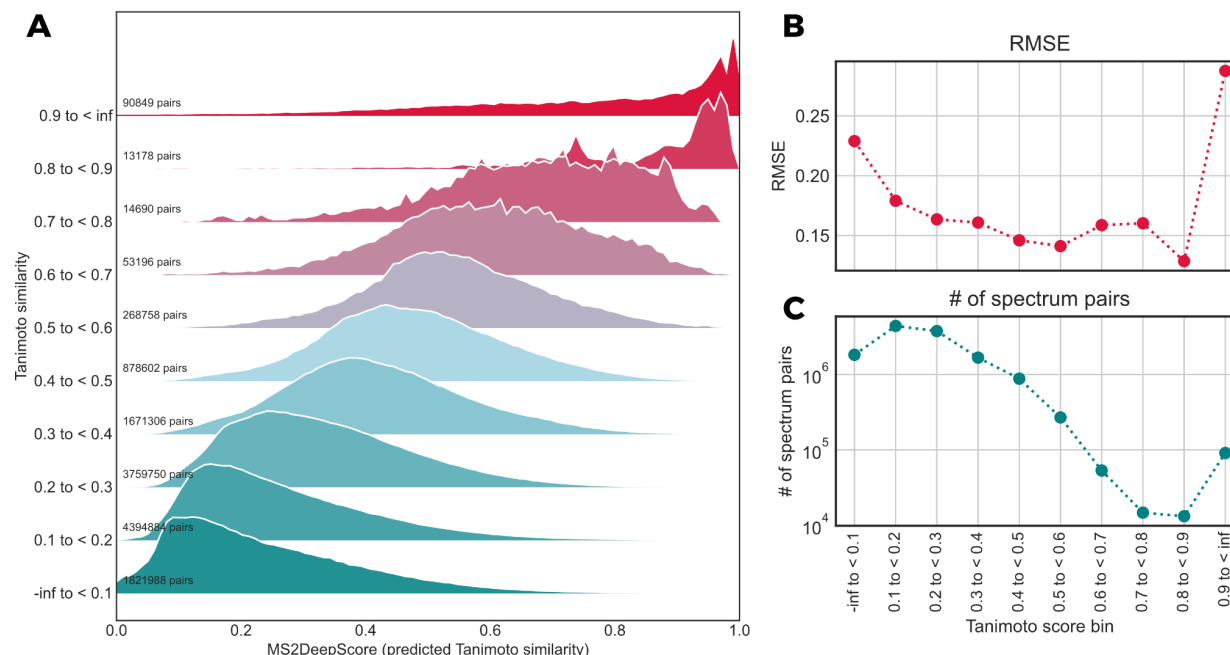 A
90849 pairs
0.9 to < inf
13178 pairs
0.8 to < 0.9
14690 pairs
0.7 to < 0.8
53196 pairs
0.6 to < 0.7
268758 pairs
0.5 to < 0.6
878602 pairs
0.4 to < 0.5
1671306 pairs
0.3 to < 0.4
3759750 pairs
0.2 to < 0.3
4394884 pairs
0.1 to < 0.2
1821988 pairs
-inf to < 0.1
Tanimoto similarity
0.0 0.2 0.4 0.6 0.8 1.0
MS2DeepScore (predicted Tanimoto similarity)
B
RMSE
0.25
0.20
0.15
RMSE
C
# of spectrum pairs
10^6
10^5
10^4
# of spectrum pairs
-inf to < 0.1
0.1 to < 0.2
0.2 to < 0.3
0.3 to < 0.4
0.4 to < 0.5
0.5 to < 0.6
0.6 to < 0.7
0.7 to < 0.8
0.8 to < 0.9
0.9 to < inf
Tanimoto score bin